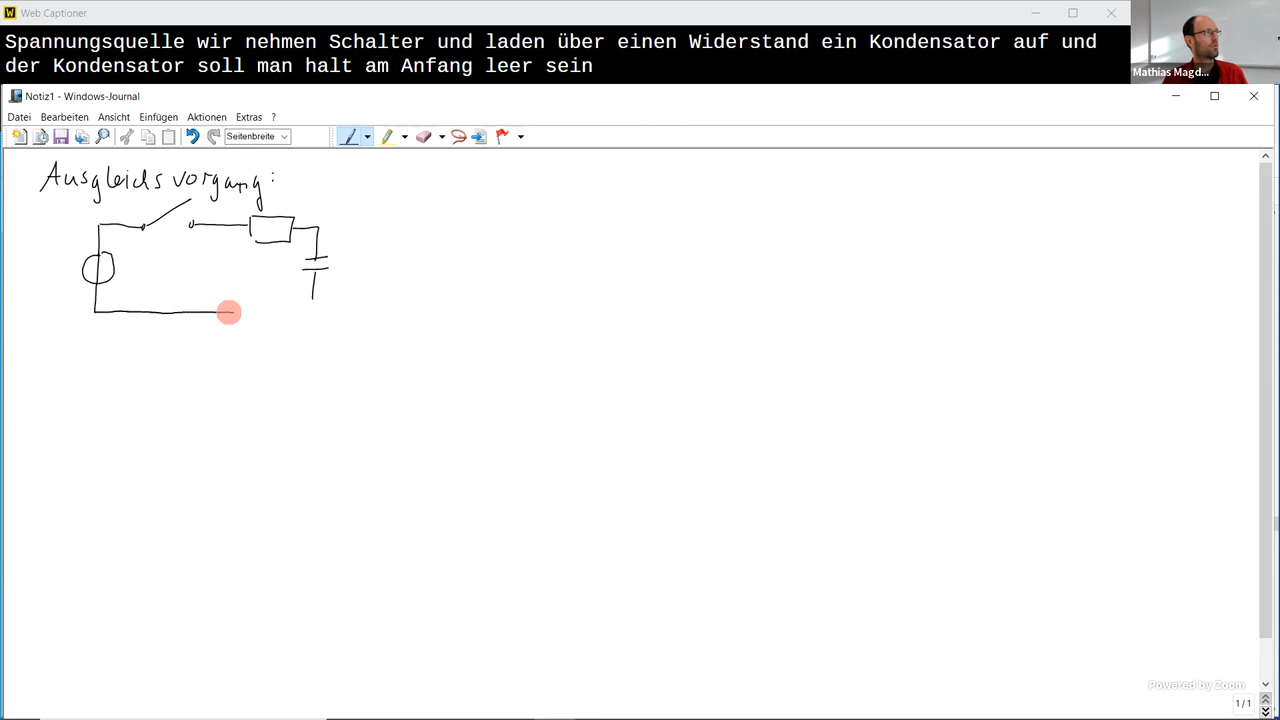 Web Captioner
Spannungsquelle wir nehmen Schalter und laden über einen Widerstand ein Kondensator auf und
der Kondensator soll man halt am Anfang leer sein
Mathias Magd...
Notiz1 - Windows-Journal
Datei Bearbeiten Ansicht Einfügen Aktionen Extras ?
Seitenbreite
Ausgleichsvorgang:
Powered by Zoom
1/1